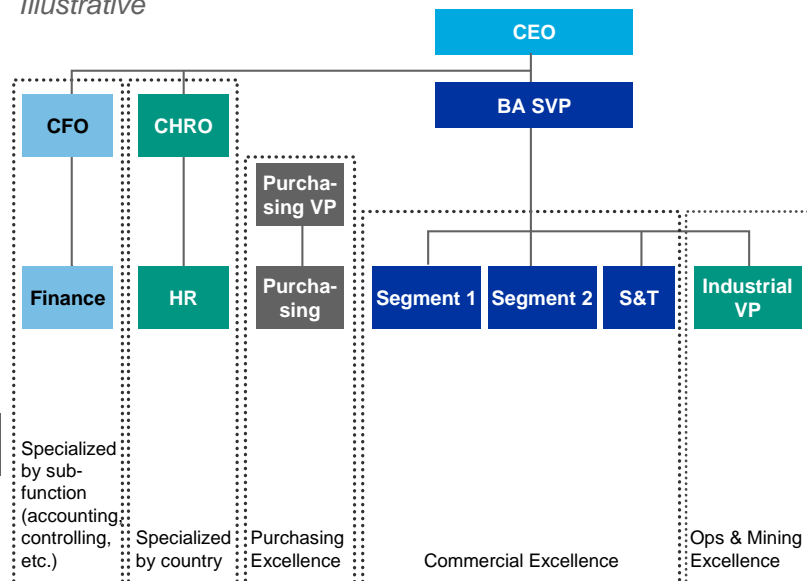 Illustrative
CEO
BA SVP
CFO
CHRO
Purcha-
sing VP
Finance
HR
Purcha-
sing
Segment 1
Segment 2
S&T
Industrial
VP
Specialized
by sub-
function
(accounting,
controlling,
etc.)
Specialized
by country
Purchasing
Excellence
Commercial Excellence
Ops & Mining
Excellence